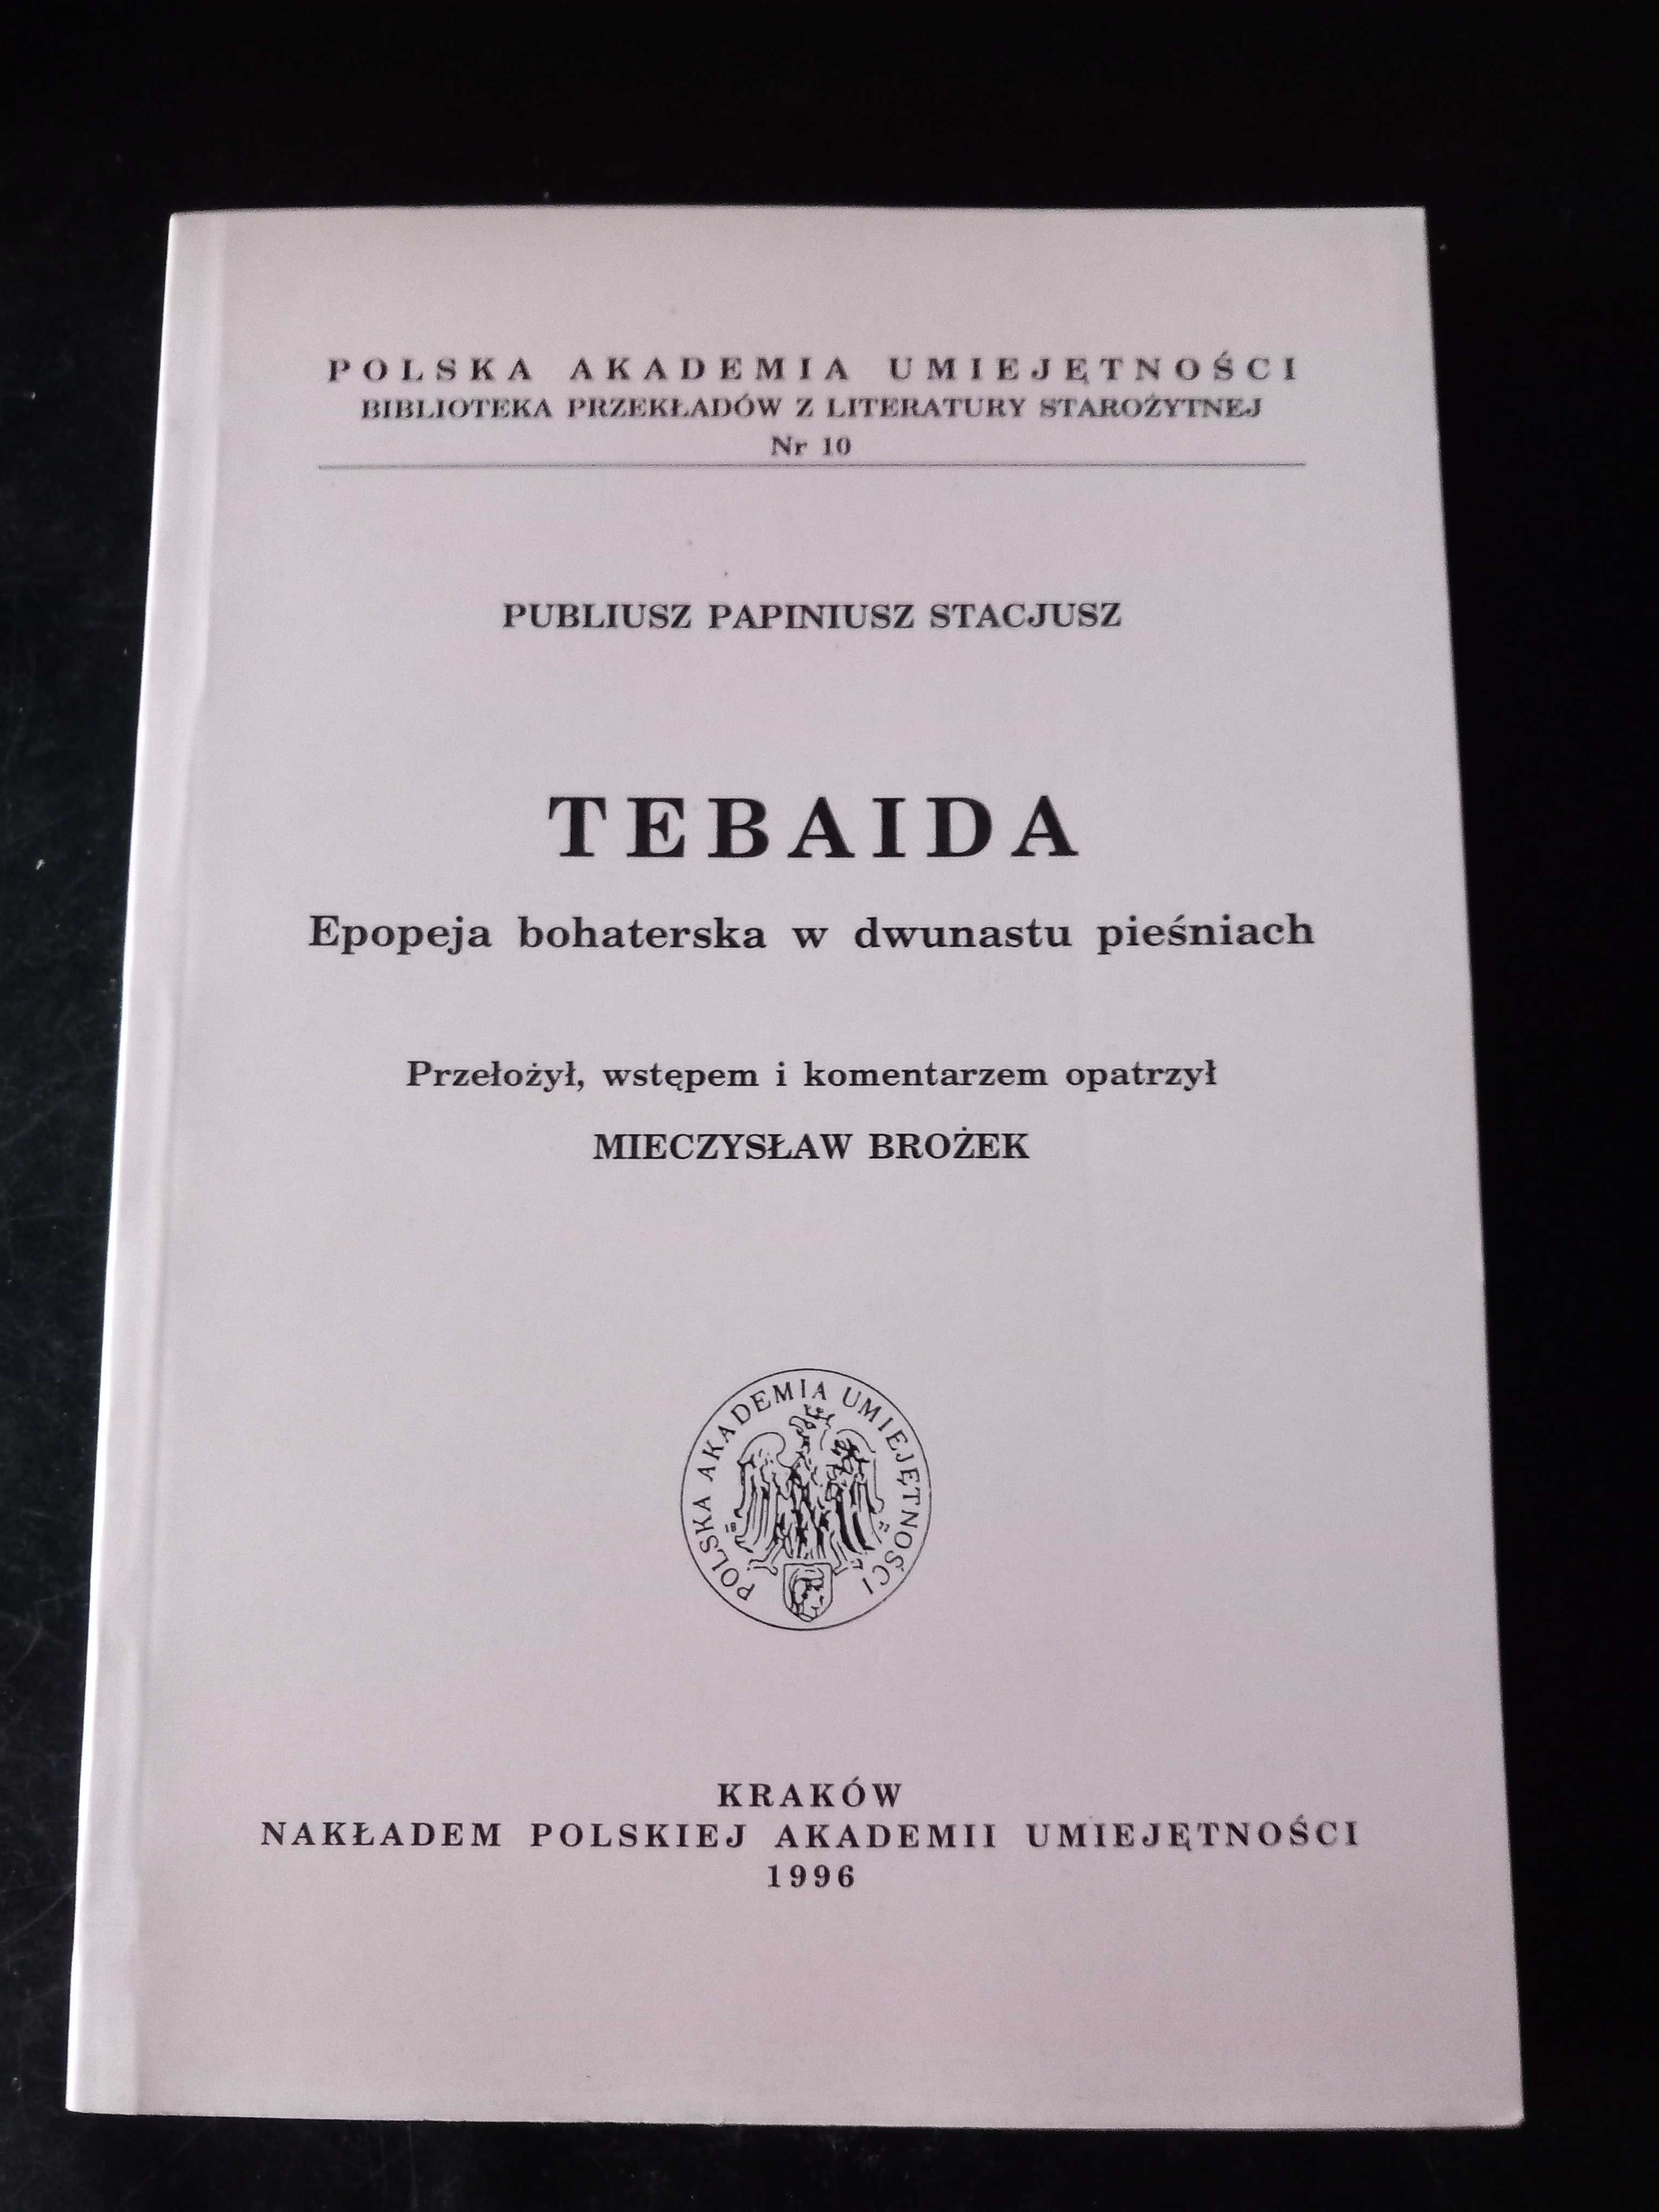 POLSKA AKADEMIA UMIEJĘTNOŚCI
BIBLIOTEKA PRZEKŁADÓW Z LITERATURY STAROŻYTNEJ
Nr 10
PUBLIUSZ PAPINIUSZ STACJUSZ
TEBAIDA
Epopeja bohaterska w dwunastu pieśniach
Przełożył, wstępem i komentarzem opatrzył
MIECZYSŁAW BROŻEK
POLSKA AKADEMIA UMIEJĘTNOŚCI
KRAKÓW
NAKŁADEM POLSKIEJ AKADEMII UMIEJĘTNOŚCI
1996